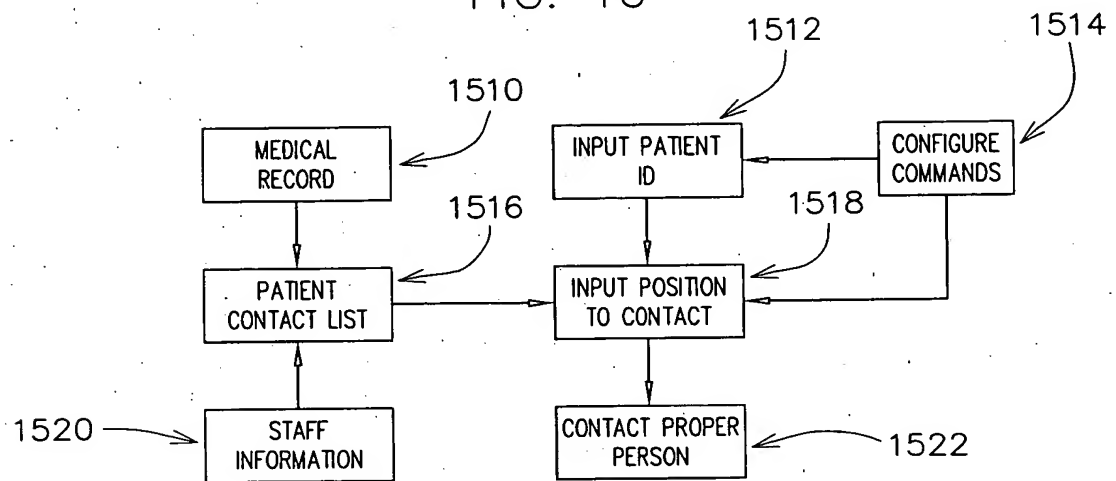 1512
1514
1510
MEDICAL
RECORD
INPUT PATIENT
ID
CONFIGURE
COMMANDS
1516
1518
PATIENT
CONTACT LIST
INPUT POSITION
TO CONTACT
1520
STAFF
INFORMATION
CONTACT PROPER
PERSON
1522